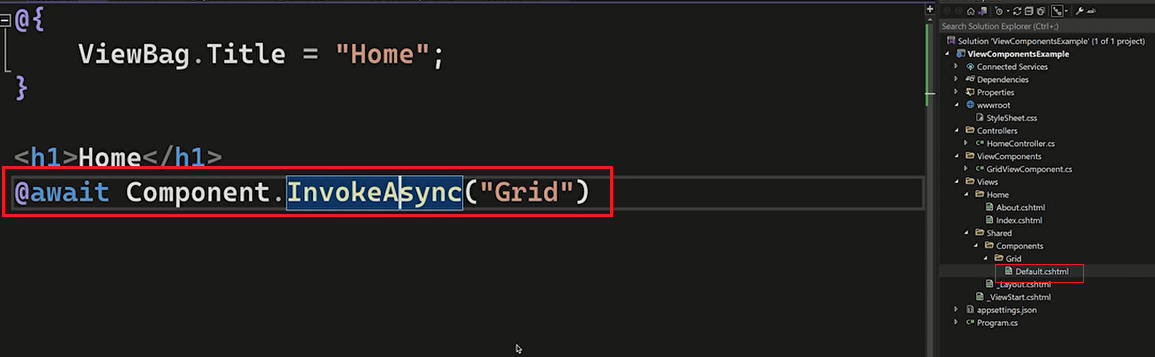 @{
ViewBag.Title = "Home";
}
<h1>Home</h1>
@await Component.InvokeAsync("Grid")
Search Solution Explorer (Ctrl+;)
Solution 'ViewComponentsExample' (1 of 1 project)
ViewComponentsExample
Connected Services
Dependencies
Properties
wwwroot
StyleSheet.css
Controllers
C# HomeController.cs
ViewComponents
C# GridViewComponent.cs
Views
Home
About.cshtml
Index.cshtml
Shared
Components
Grid
Default.cshtml
_Layout.cshtml
_ViewStart.cshtml
appsettings.json
C# Program.cs